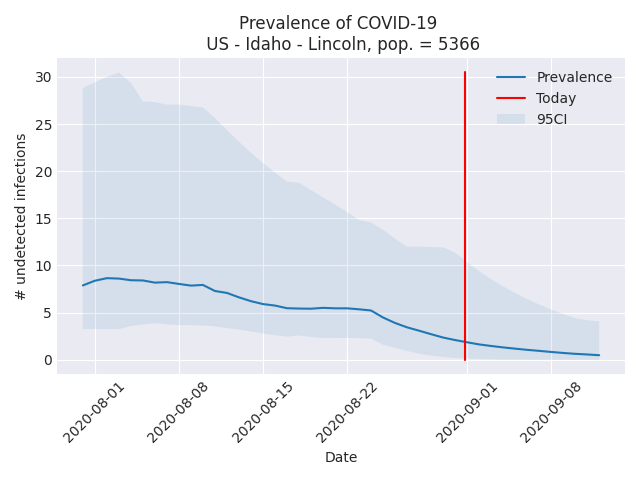 Prevalence of COVID-19
US - Idaho - Lincoln, pop. = 5366
Prevalence
Today
95CI
# undetected infections
30
25
20
15
10
5
0
2020-08-01
2020-08-08
2020-08-15
2020-08-22
2020-09-01
2020-09-08
Date